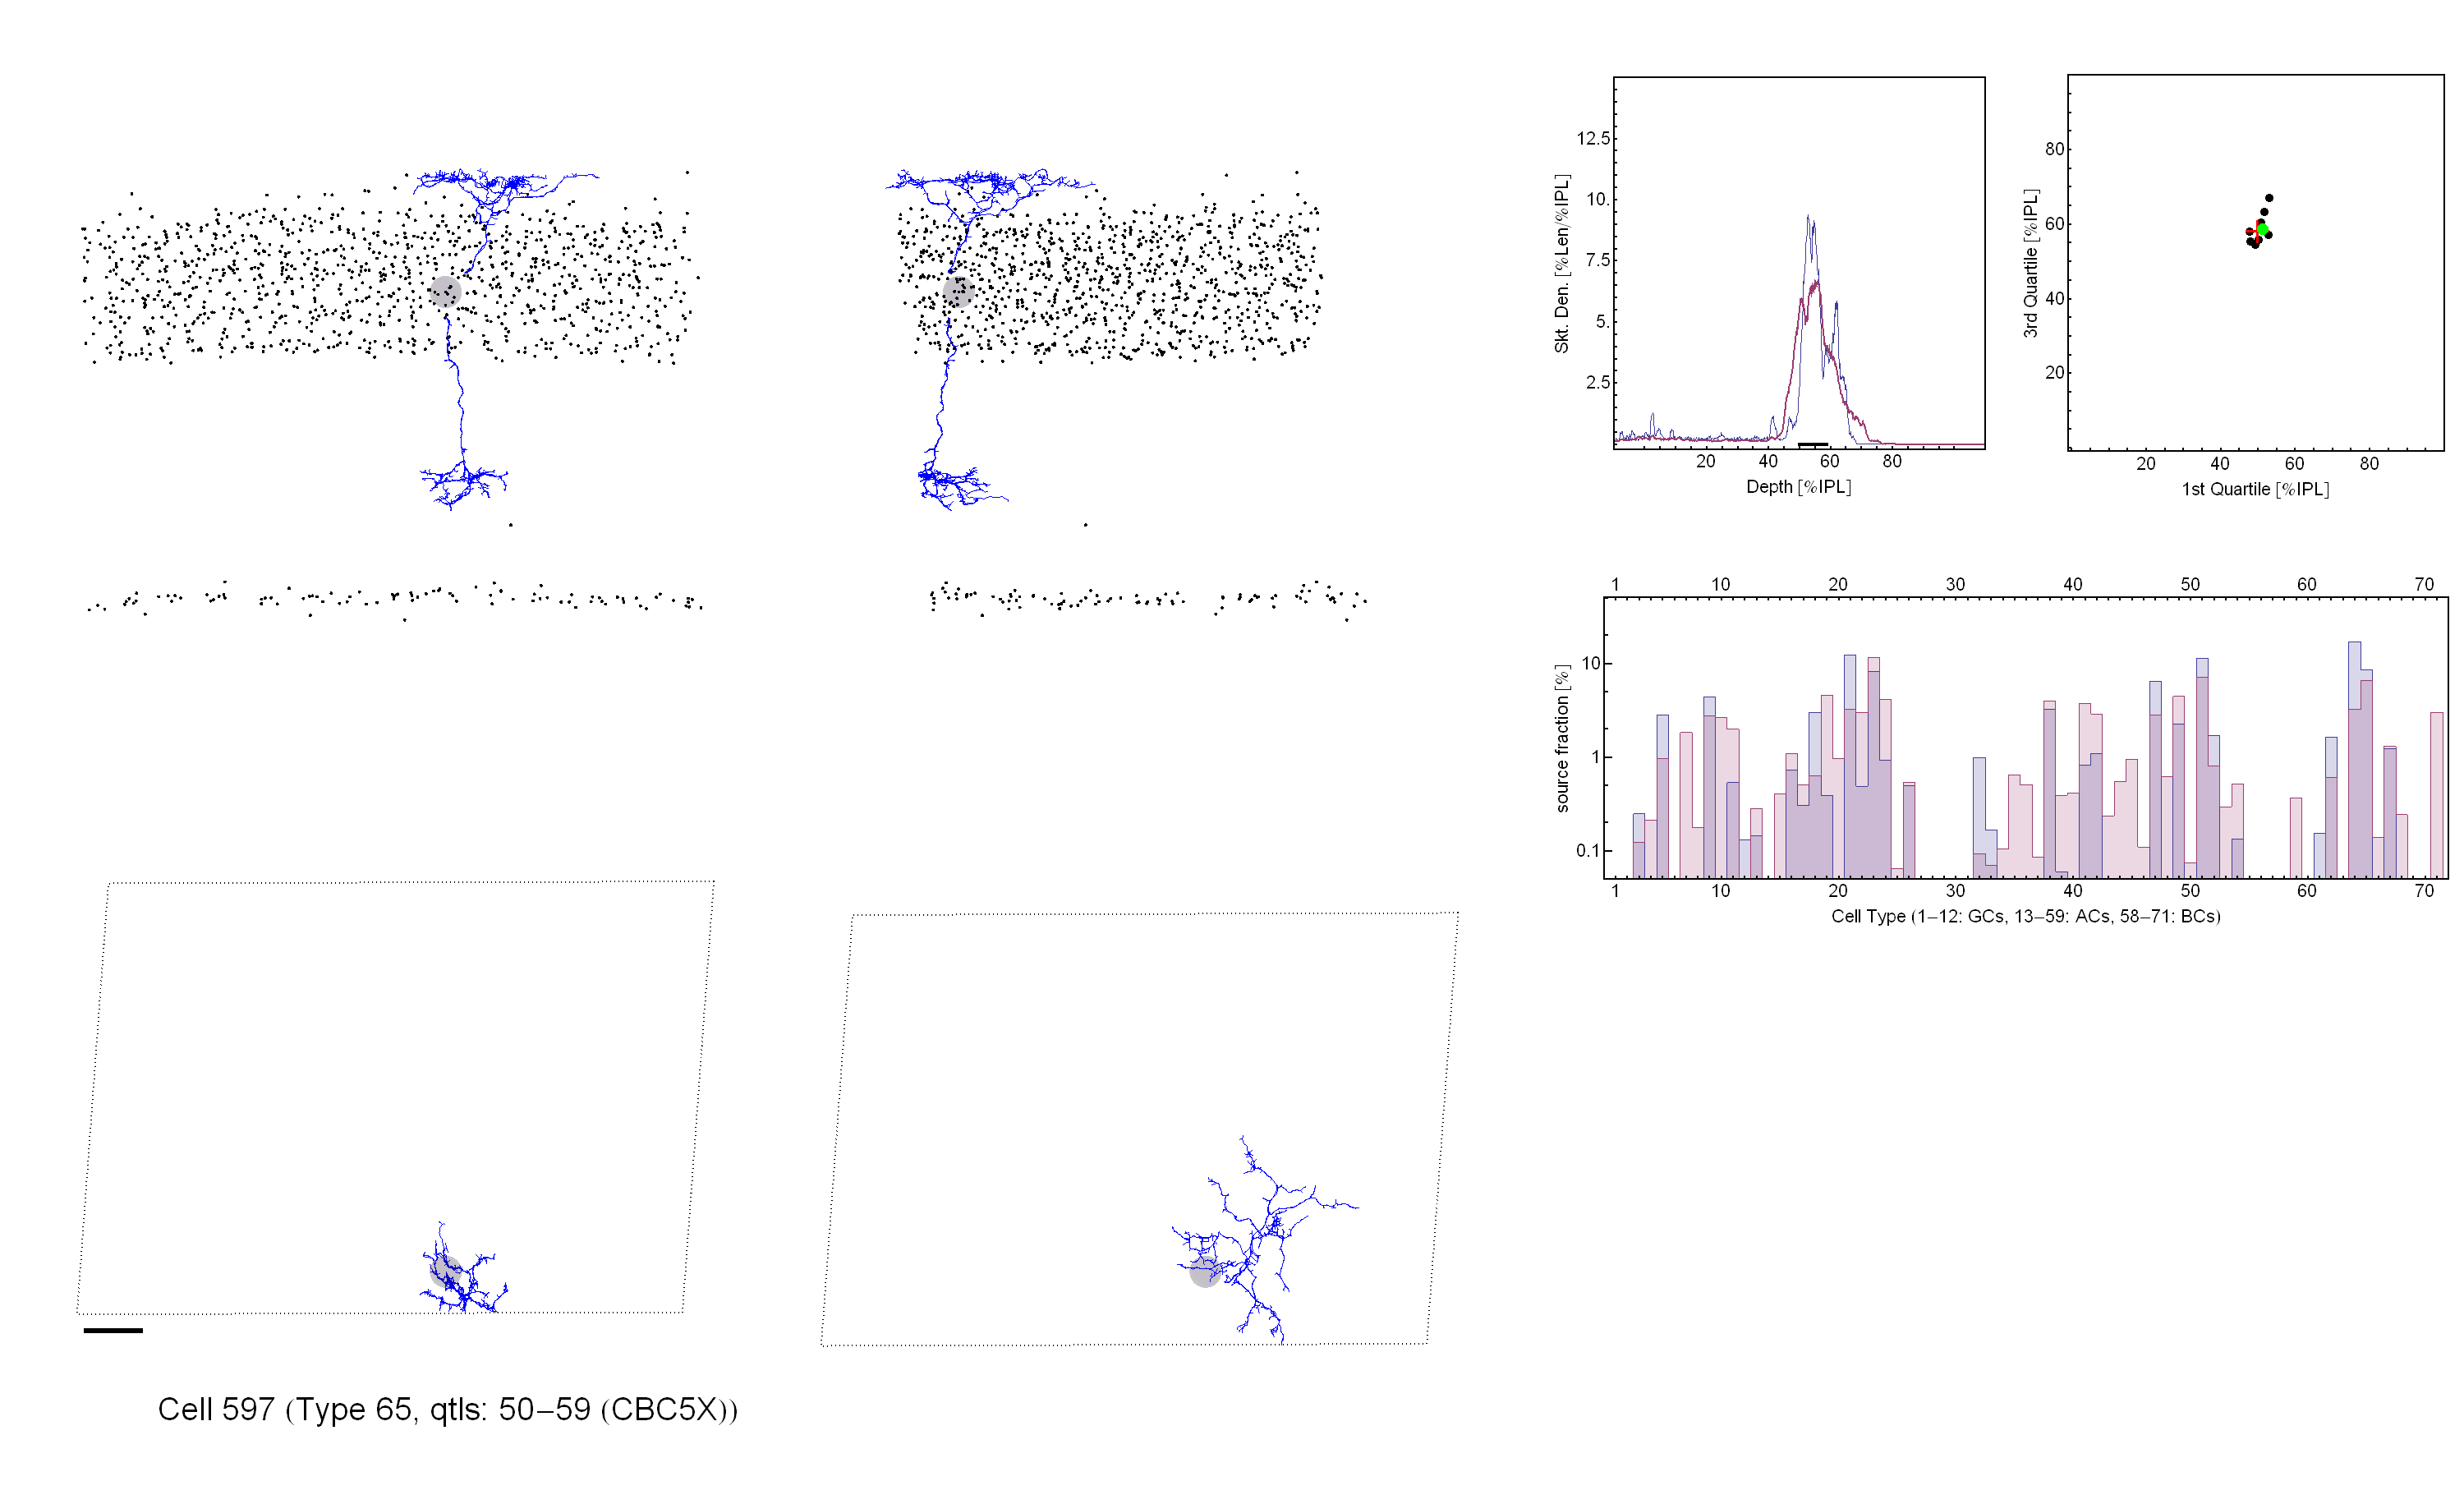 12.5
10.
7.5
5.
2.5
Skt. Den. [%Len/%IPL]
20 40 60 80
Depth [%IPL]
80
60
40
20
3rd Quartile [%IPL]
20 40 60 80
1st Quartile [%IPL]
1 10 20 30 40 50 60 70
10
1
0.1
source fraction [%]
1 10 20 30 40 50 60 70
Cell Type (1–12: GCs, 13–59: ACs, 58–71: BCs)
Cell 597 (Type 65, qtls: 50–59 (CBC5X))